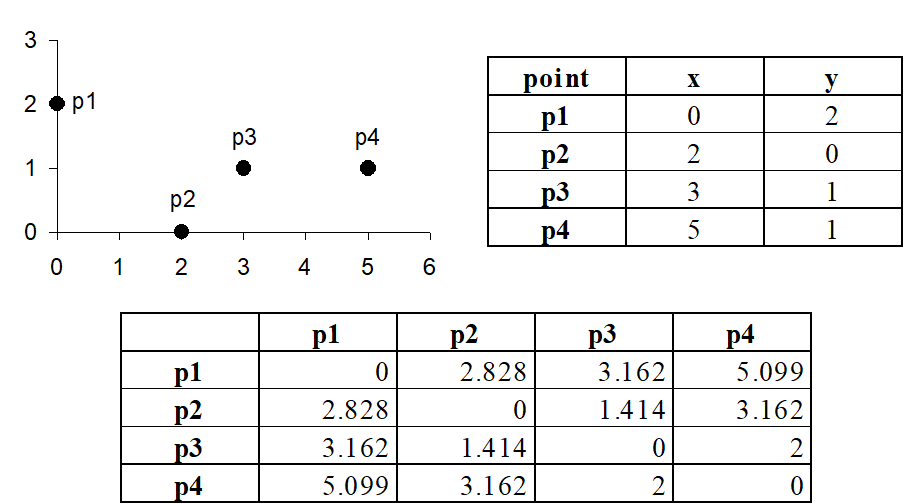 3
2
p1
p3
p4
1
p2
0
0 1 2 3 4 5 6
point x y
p1 0 2
p2 2 0
p3 3 1
p4 5 1
p1 p2 p3 p4
p1 0 2.828 3.162 5.099
p2 2.828 0 1.414 3.162
p3 3.162 1.414 0 2
p4 5.099 3.162 2 0